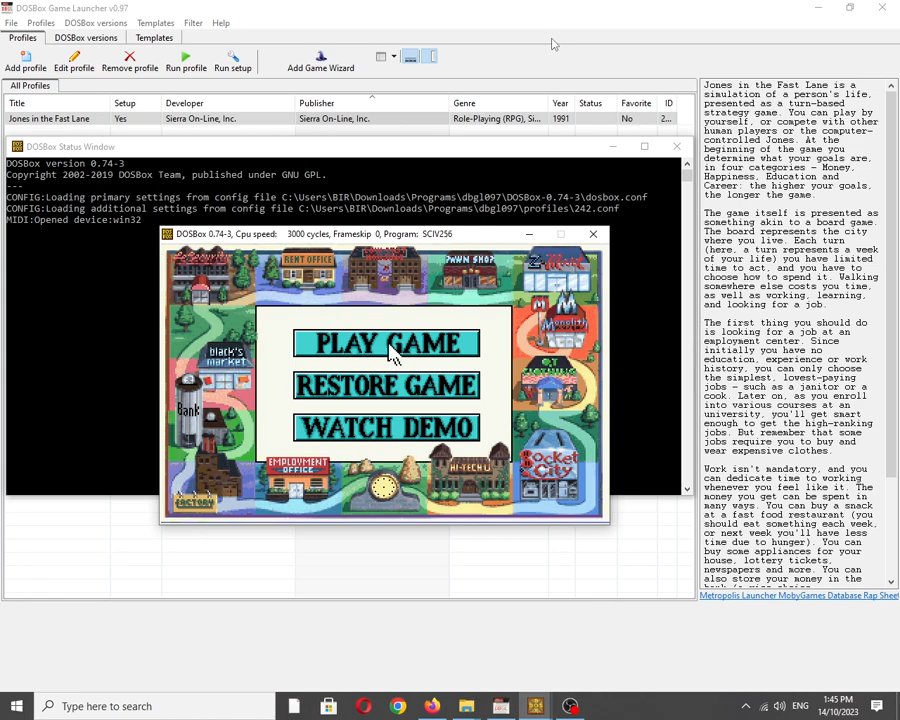 DOSBox Game Launcher v0.97
File Profiles DOSBox versions Templates Filter Help
Profiles DOSBox versions Templates
Add profile Edit profile Remove profile Run profile Run setup Add Game Wizard
All Profiles
Title Setup Developer Publisher Genre Year Status Favorite ID
Jones in the Fast Lane Yes Sierra On-Line, Inc. Sierra On-Line, Inc. Role-Playing (RPG), Si... 1991 No 2...
DOSBox Status Window
DOSBox version 0.74-3
Copyright 2002-2019 DOSBox Team, published under GNU GPL.
---
CONFIG:Loading primary settings from config file C:\Users\BIR\Downloads\Programs\dbgl097\DOSBox-0.74-3\dosbox.conf
CONFIG:Loading additional settings from config file C:\Users\BIR\Downloads\Programs\dbgl097\profiles\242.conf
MIDI:Opened device:win32
DOSBox 0.74-3, Cpu speed: 3000 cycles, Frameskip 0, Program: SCIV256
LeSecurity
RENT OFFICE
PAWN SHOP
Z-MART
Monolith
black's
market
Bank
FACTORY
EMPLOYMENT
OFFICE
HI-TECH U
Socket
City
PLAY GAME
RESTORE GAME
WATCH DEMO
Jones in the Fast Lane is a
simulation of a person's life,
presented as a turn-based
strategy game. You can play by
yourself, or compete with other
human players or the computer-
controlled Jones. At the
beginning of the game you
determine what your goals are,
in four categories - Money,
Happiness, Education and
Career: the higher your goals,
the longer the game.
The game itself is presented as
something akin to a board game.
The board represents the city
where you live. Each turn
(here, a turn represents a week
of your life) you have limited
time to act, and you have to
choose how to spend it. Walking
somewhere else costs you time,
as well as working, learning,
and looking for a job.
The first thing you should do
is looking for a job at an
employment center. Since
initially you have no
education, experience or work
history, you can only choose
the simplest, lowest-paying
jobs - such as a janitor or a
cook. Later on, as you enroll
into various courses at an
university, you'll get smart
enough to get the high-ranking
jobs. But remember that some
jobs require you to buy and
wear expensive clothes.
Work isn't mandatory, and you
can dedicate time to working
whenever you feel like it. The
money you get can be spent in
many ways. You can buy a snack
at a fast food restaurant (you
should eat something each week,
or next week you'll have less
time due to hunger). You can
buy some appliances for your
house, lottery tickets,
newspapers and more. You can
also store your money in the
Metropolis Launcher MobyGames Database Rap Sheet
Type here to search
ENG
1:45 PM
14/10/2023